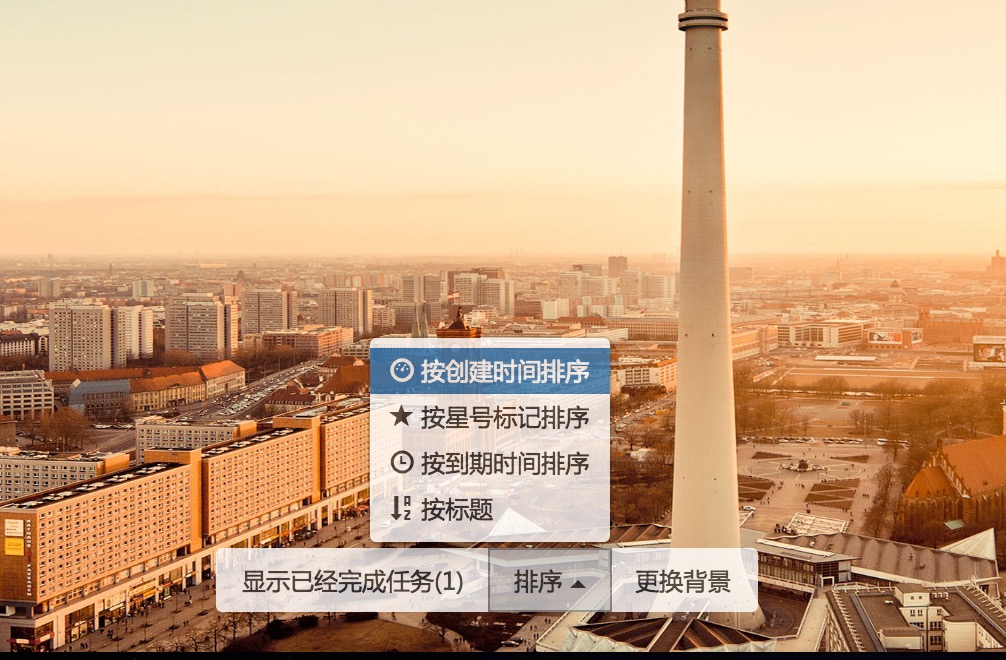 按创建时间排序
按星号标记排序
按到期时间排序
按标题
显示已经完成任务(1)
排序
更换背景